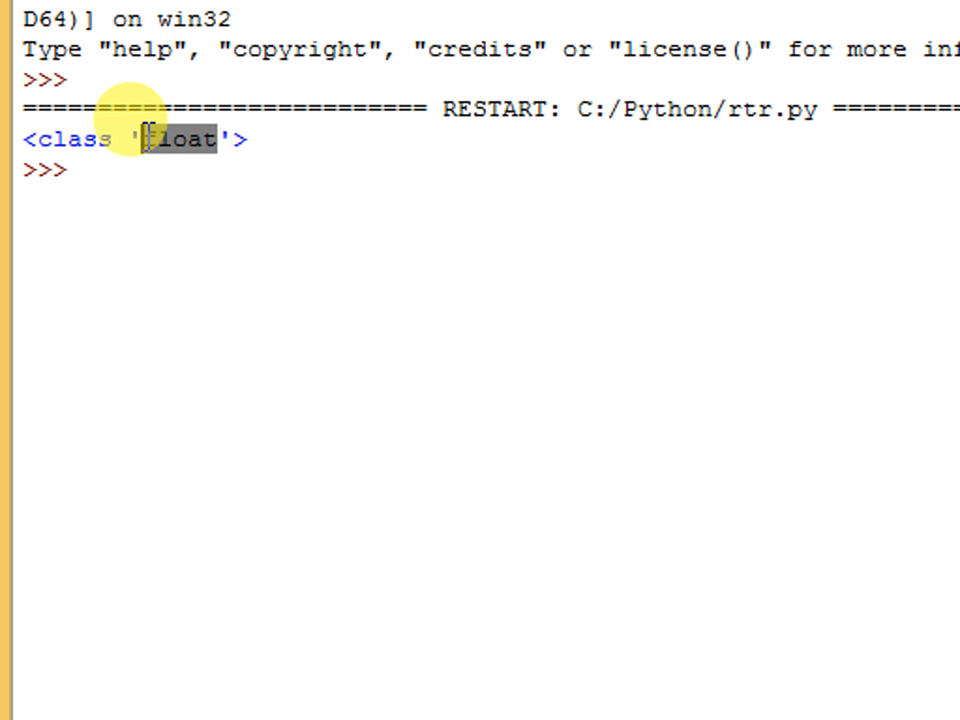 D64)] on win32
Type "help", "copyright", "credits" or "license()" for more inf
>>>
=========================== RESTART: C:/Python/rtr.py =========
<class 'float'>
>>>